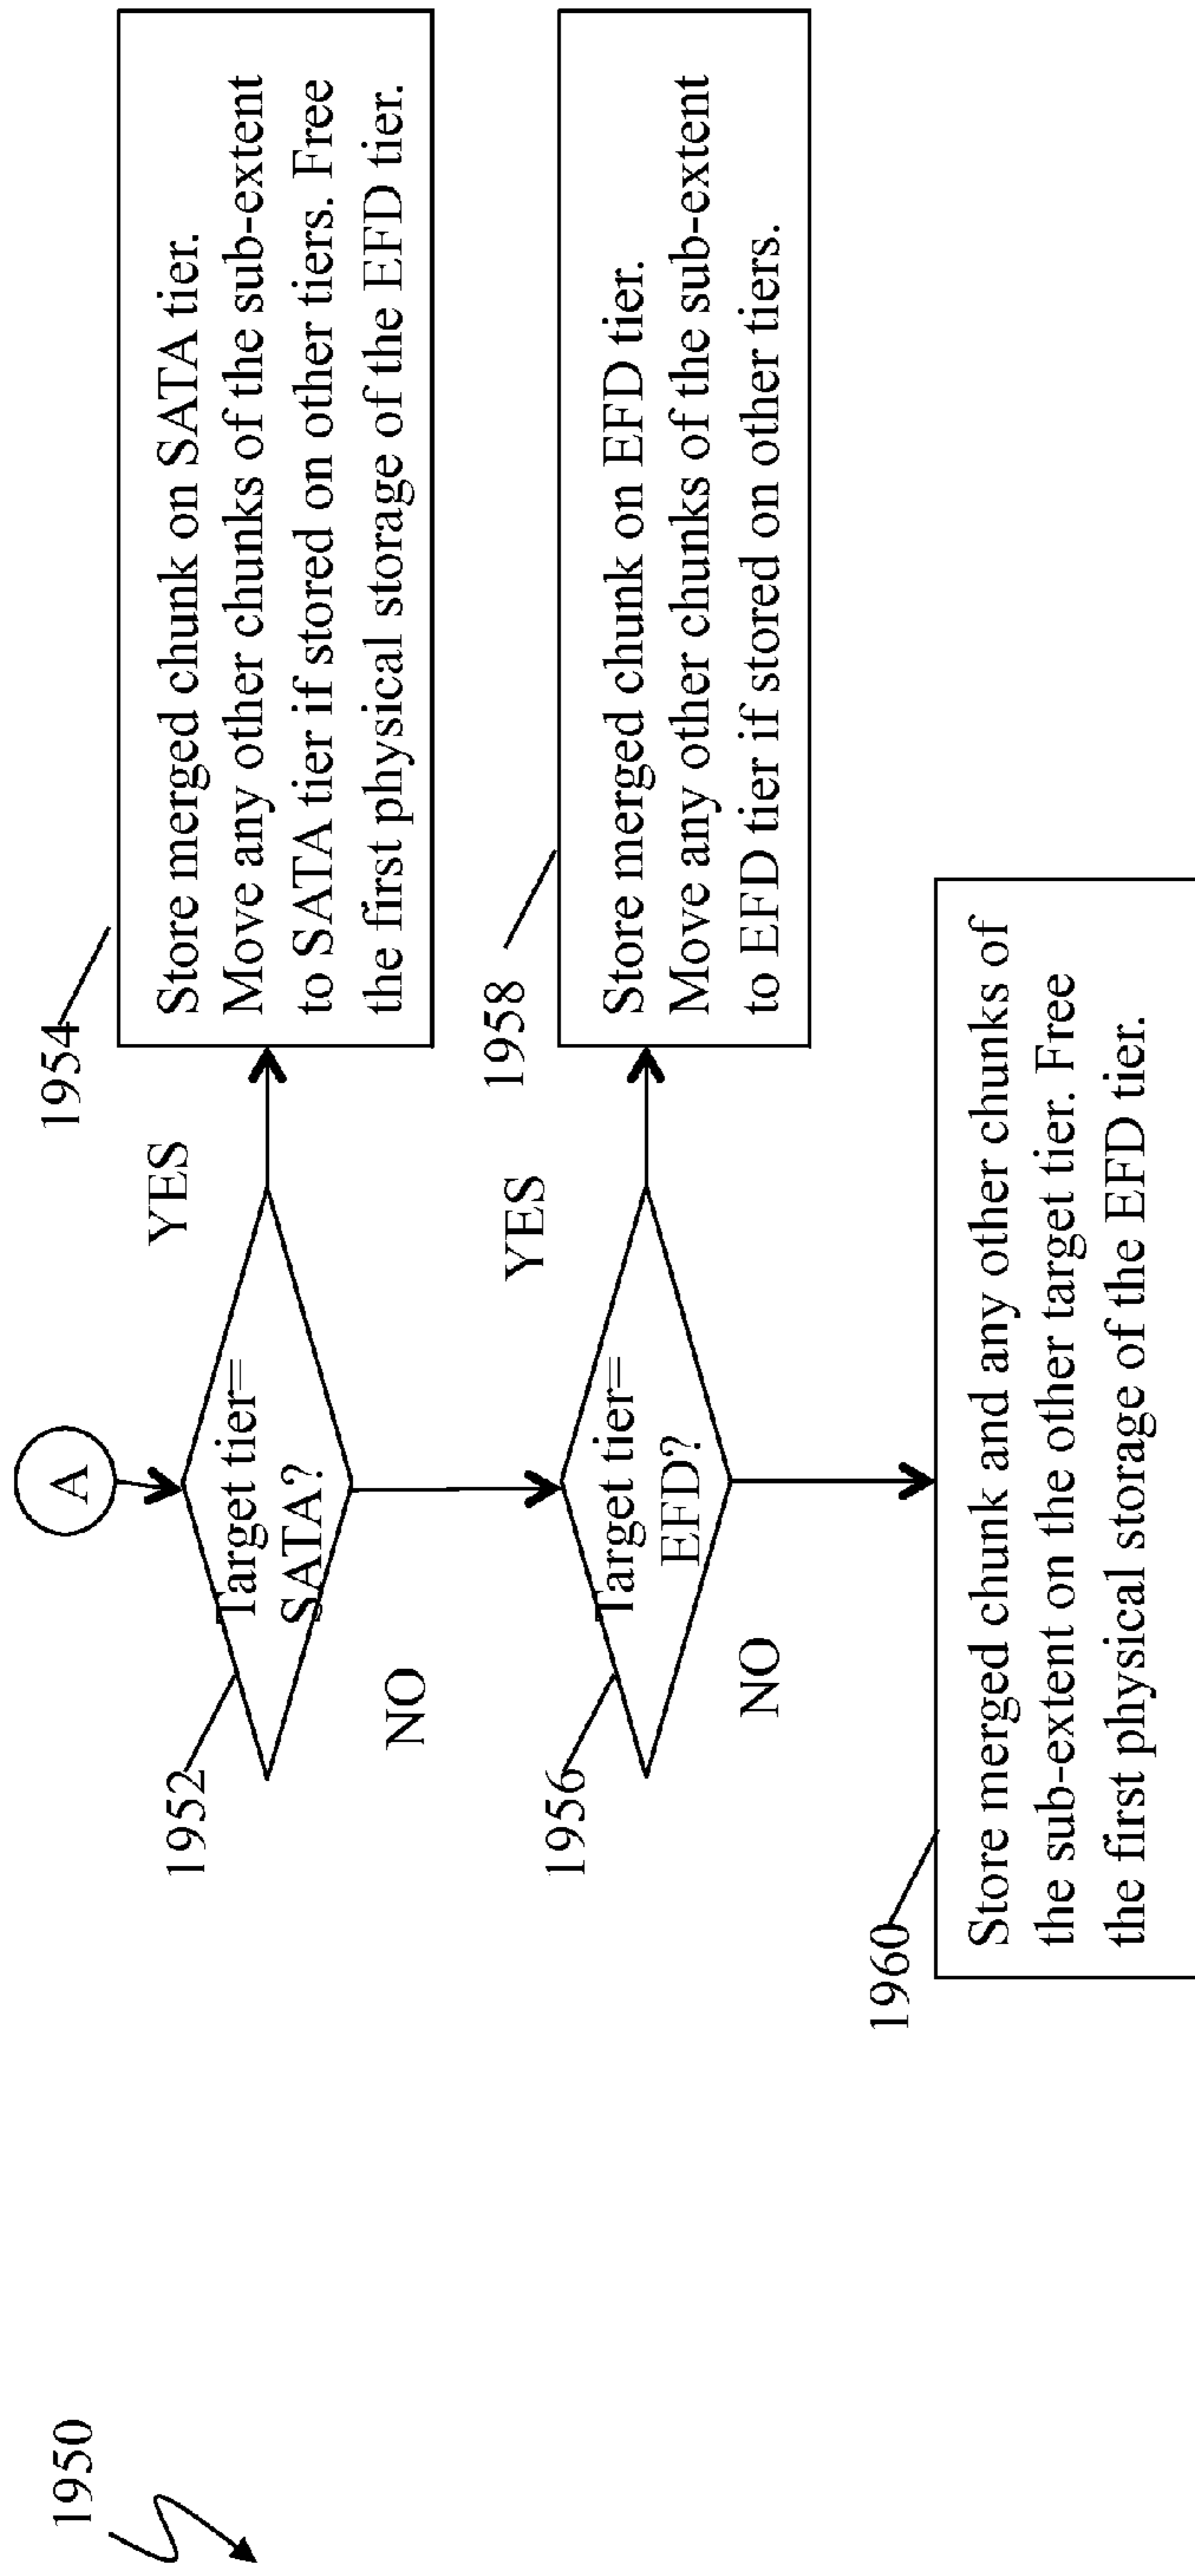 1950
A
1952
Target tier=
SATA?
YES
1954
Store merged chunk on SATA tier.
Move any other chunks of the sub-extent
to SATA tier if stored on other tiers. Free
the first physical storage of the EFD tier.
NO
1956
Target tier=
EFD?
YES
1958
Store merged chunk on EFD tier.
Move any other chunks of the sub-extent
to EFD tier if stored on other tiers.
NO
1960
Store merged chunk and any other chunks of
the sub-extent on the other target tier. Free
the first physical storage of the EFD tier.